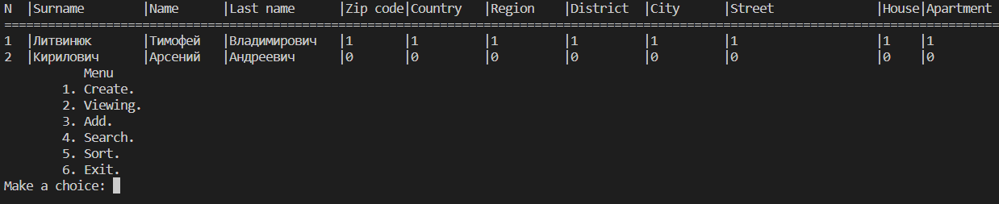 N  |Surname        |Name      |Last name      |Zip code|Country   |Region    |District  |City      |Street              |House|Apartment
==========================================================================================================================================
1  |Литвинюк       |Тимофей   |Владимирович   |1       |1         |1         |1         |1         |1                   |1    |1
2  |Кирилович      |Арсений   |Андреевич      |0       |0         |0         |0         |0         |0                   |0    |0
Menu
1. Create.
2. Viewing.
3. Add.
4. Search.
5. Sort.
6. Exit.
Make a choice: